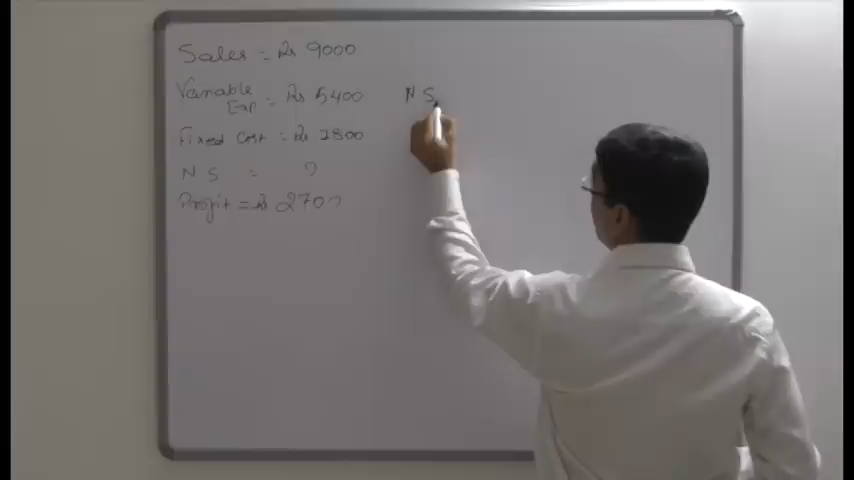 Sales = Rs 9000
Variable
Exp = Rs 5400
Fixed Cost = Rs 1800
N S = ?
Profit = Rs 2700
N S